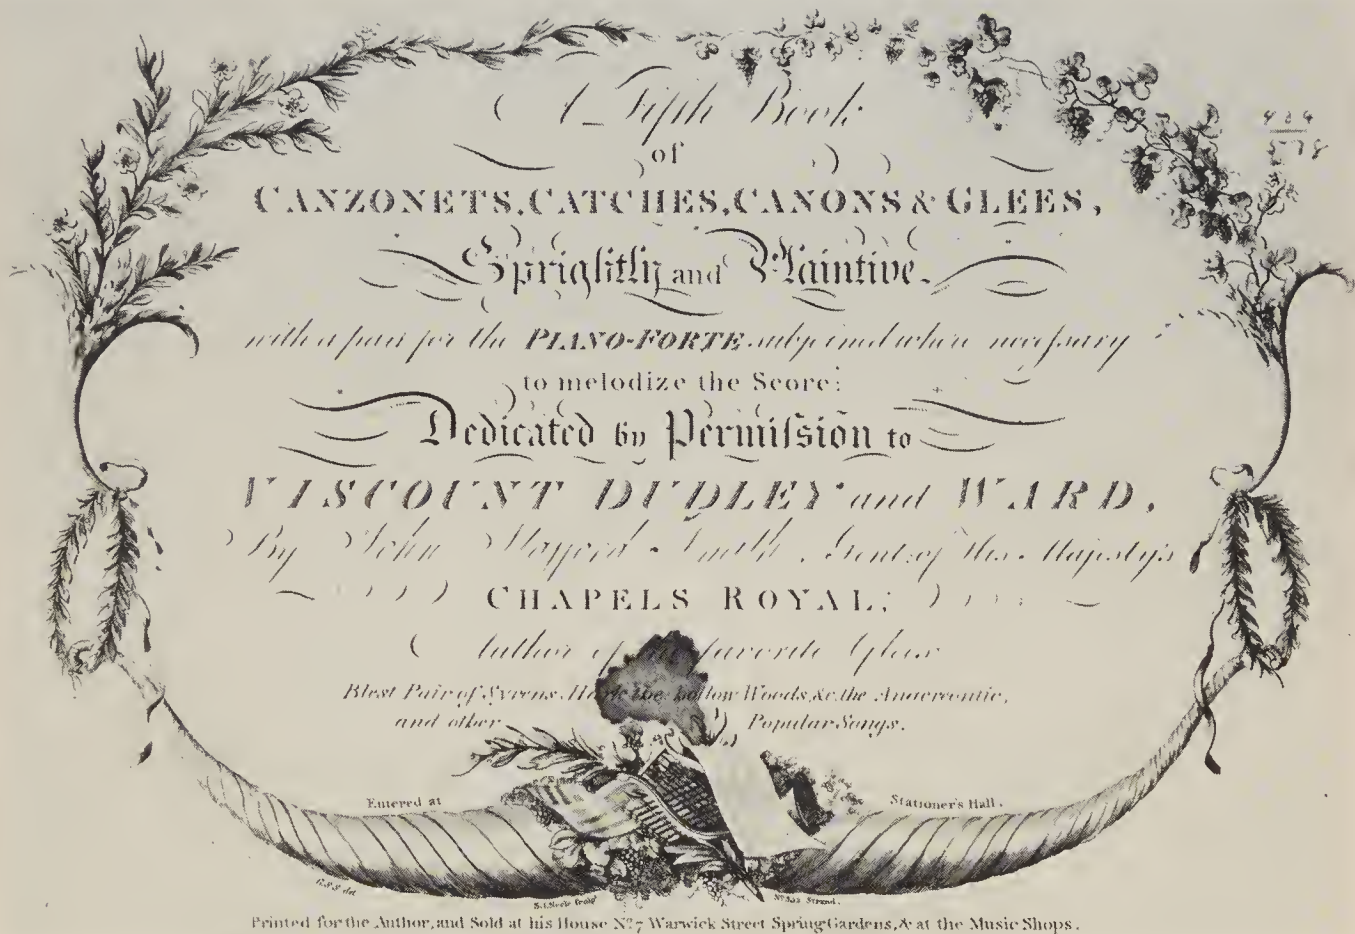 A Fifth Book
of
CANZONETS, CATCHES, CANONS & GLEES,
Sprightly and Plaintive.
with a part for the PIANO-FORTE subjoined where necessary
to melodize the Score:
Dedicated by Permission to
VISCOUNT DUDLEY and WARD,
By John Stafford Smith, Gent: of His Majesty's
CHAPELS ROYAL;
Author of the favorite Glees
Blest Pair of Syrens, Hark the hollow Woods, &c. the Anacreontic,
and other Popular Songs.
Entered at Stationer's Hall.
Printed for the Author, and Sold at his House No. 7 Warwick Street Spring Gardens, & at the Music Shops.